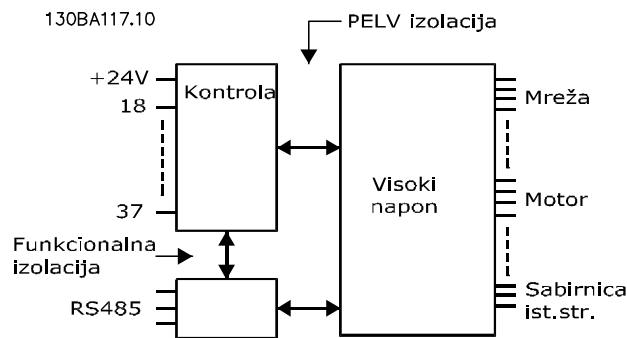 130BA117.10
PELV izolacija
+24V
18
37
Kontrola
Visoki
napon
Mreža
Motor
Sabirnica
ist.str.
Funkcionalna
izolacija
RS485